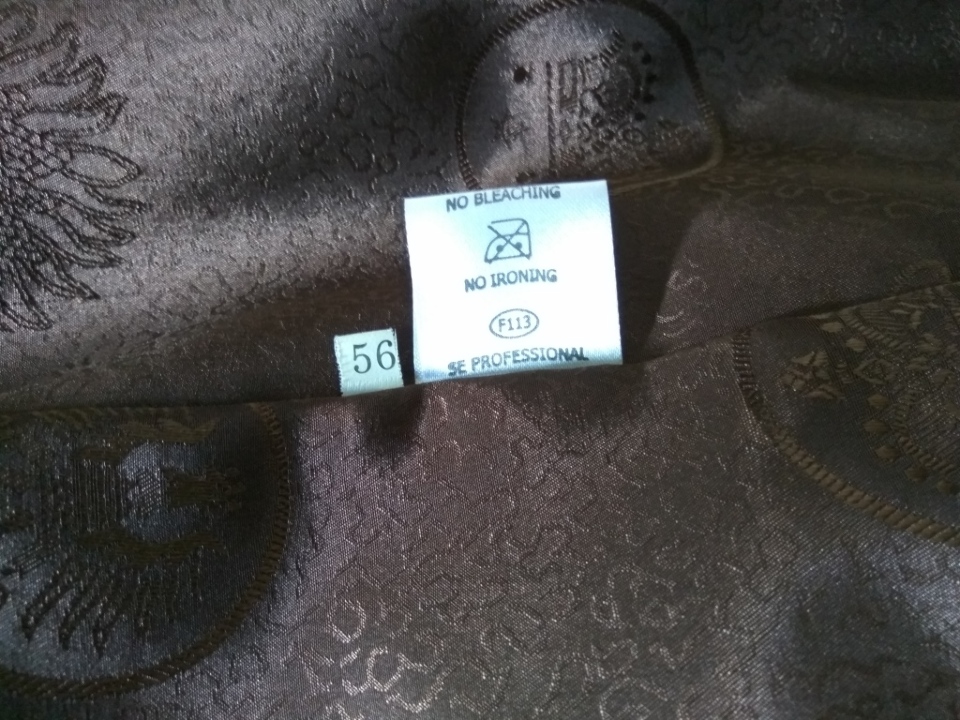 NO BLEACHING
NO IRONING
F113
SE PROFESSIONAL
56